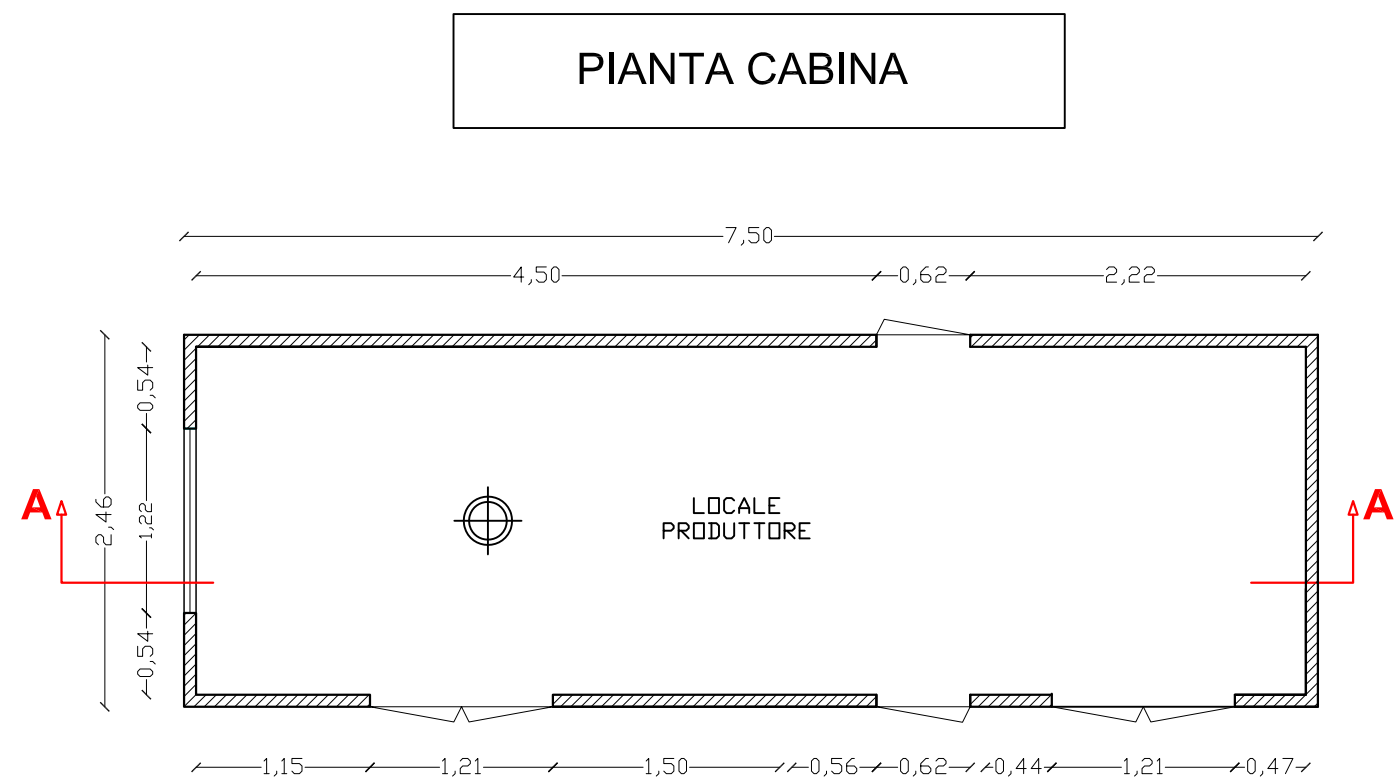 PIANTA CABINA
7,50
4,50 0,62 2,22
0,54
1,22
0,54
2,46
A
A
LOCALE
PRODUTTORE
1,15 1,21 1,50 0,56 0,62 0,44 1,21 0,47